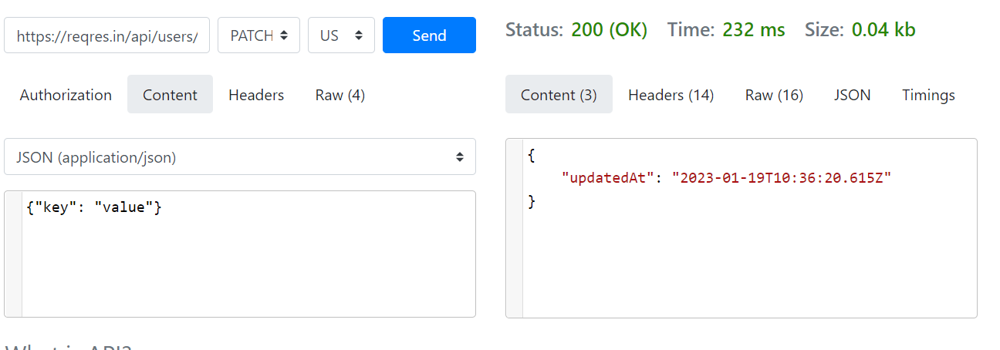 https://reqres.in/api/users/ PATCH US Send
Status: 200 (OK) Time: 232 ms Size: 0.04 kb
Authorization Content Headers Raw (4)
Content (3) Headers (14) Raw (16) JSON Timings
JSON (application/json)
{"key": "value"}
{
"updatedAt": "2023-01-19T10:36:20.615Z"
}
What is API?